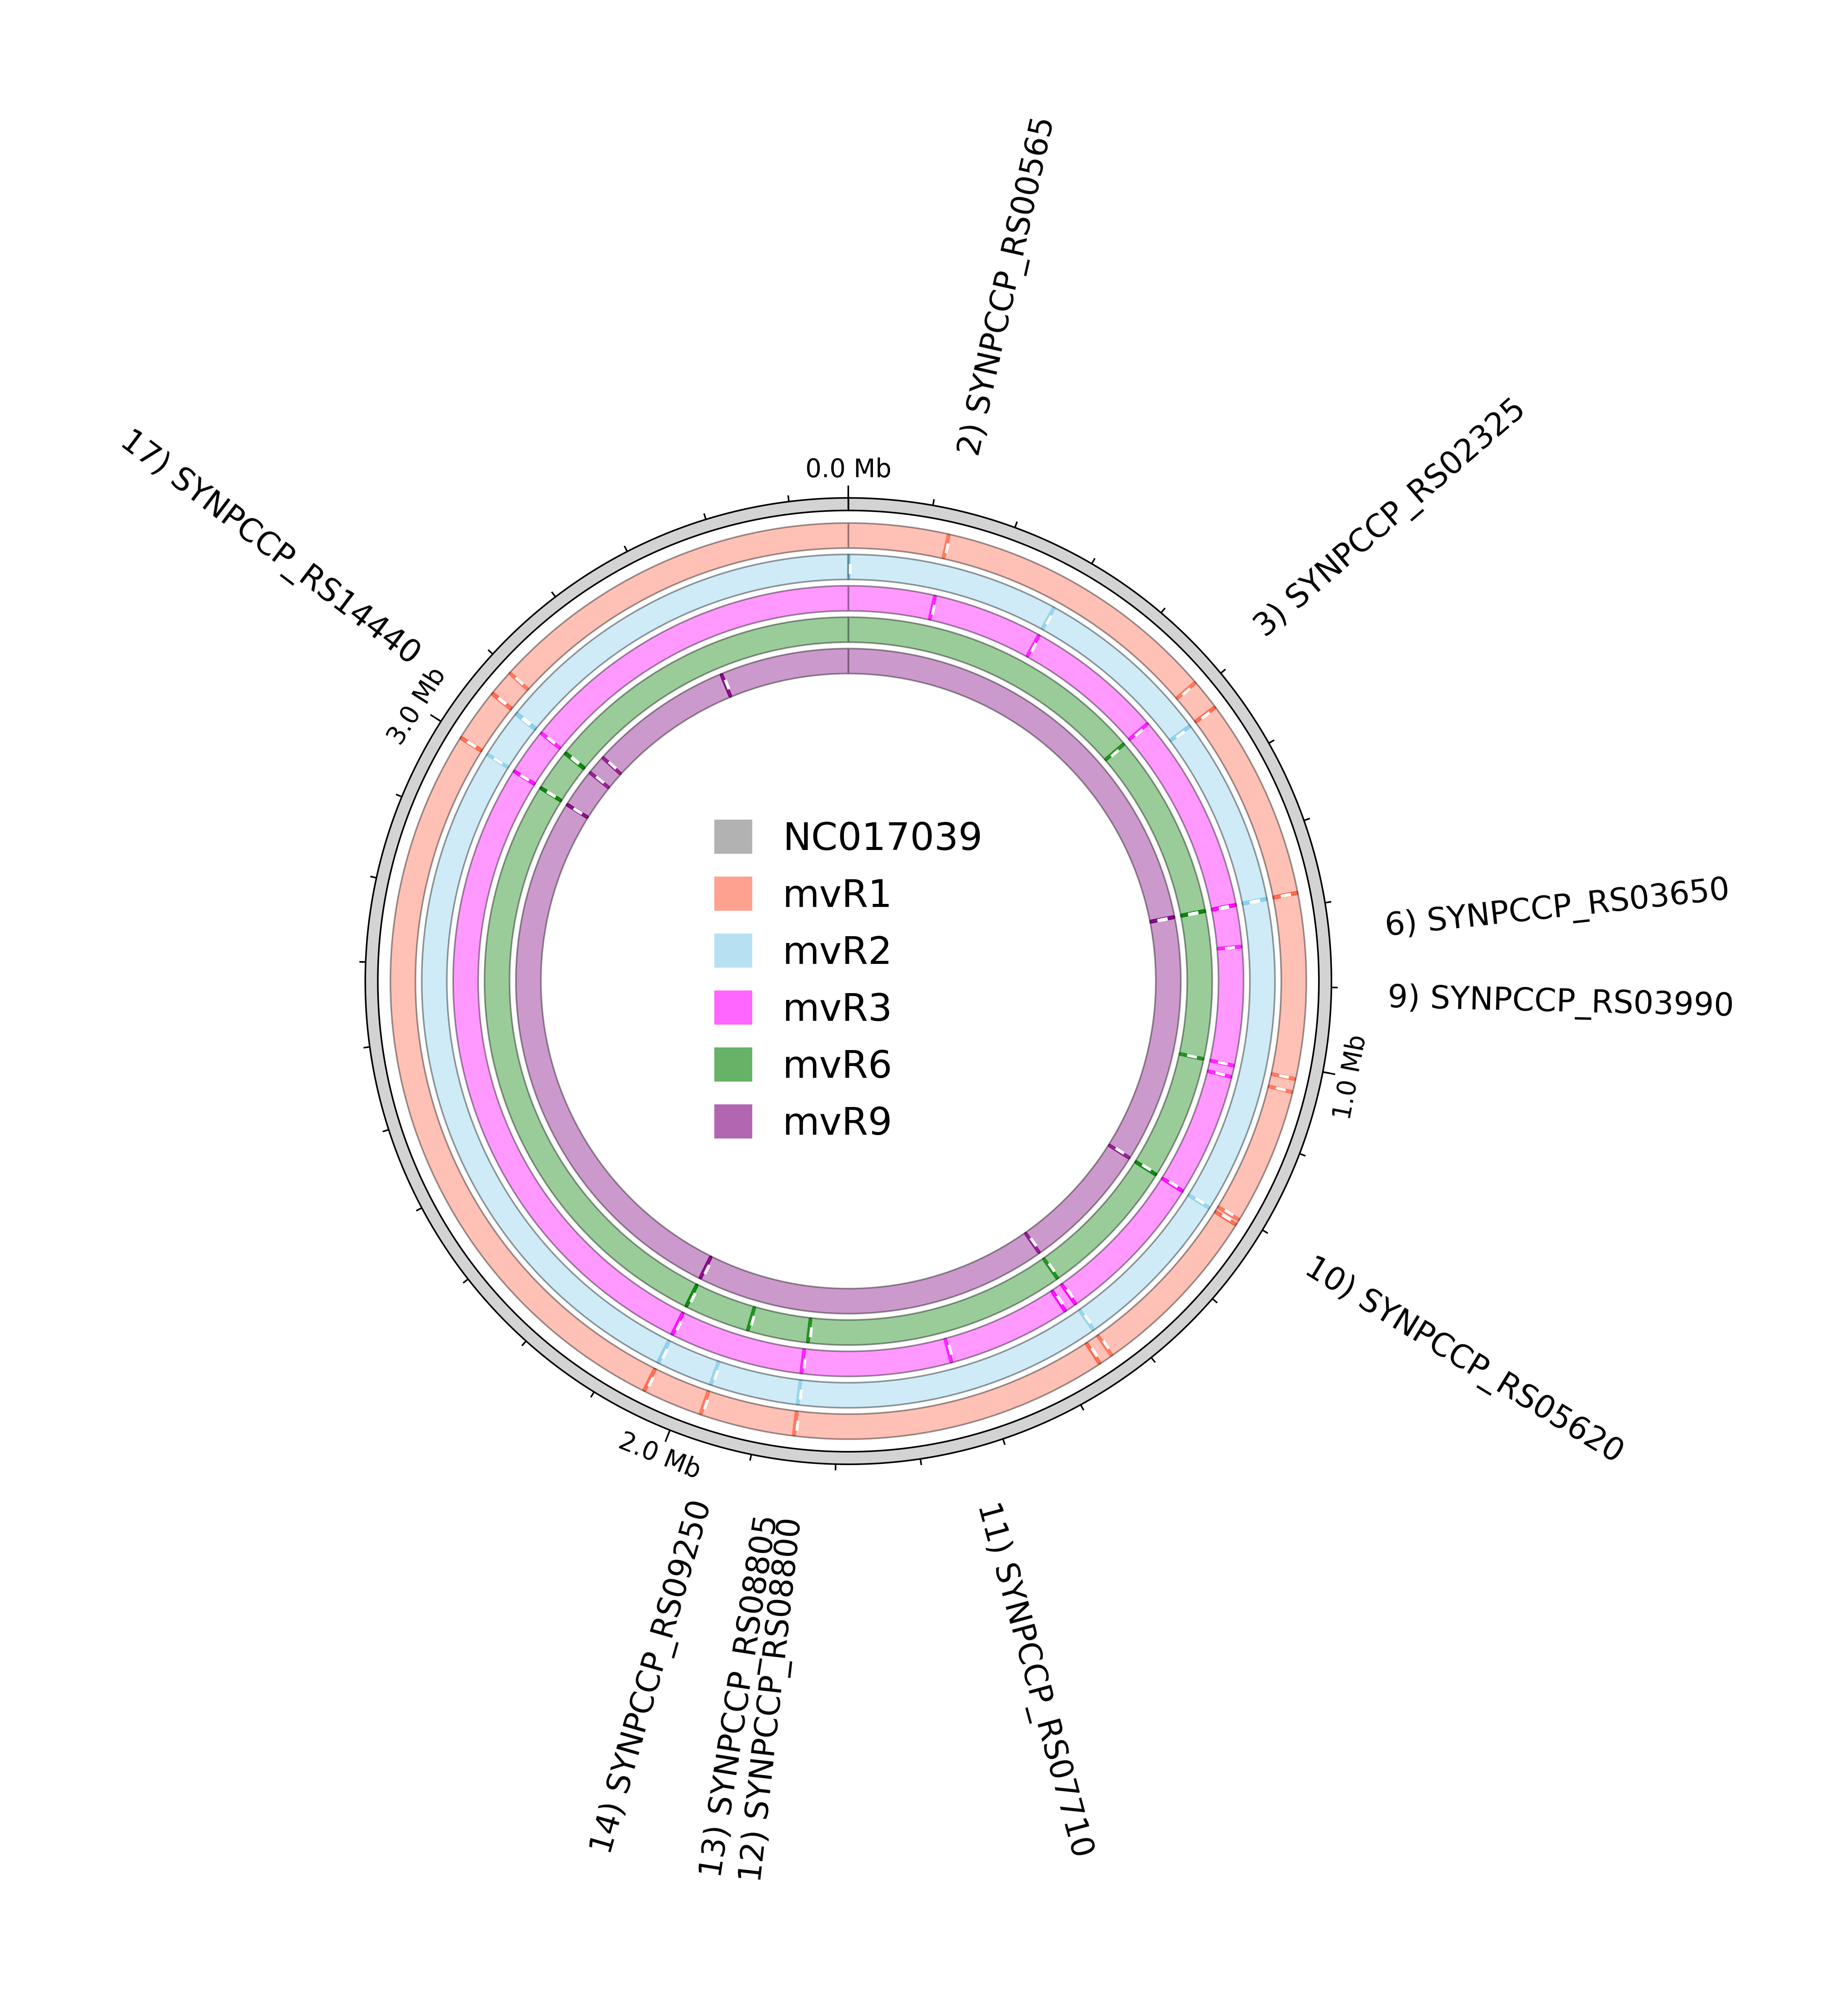 2) SYNPCCP_RS00565
3) SYNPCCP_RS02325
17) SYNPCCP_RS14440
0.0 Mb
3.0 Mb
NC017039
mvR1
mvR2
mvR3
mvR6
mvR9
6) SYNPCCP_RS03650
9) SYNPCCP_RS03990
1.0 Mb
10) SYNPCCP_RS05620
2.0 Mb
14) SYNPCCP_RS09250
13) SYNPCCP_RS08805
12) SYNPCCP_RS08800
11) SYNPCCP_RS07710